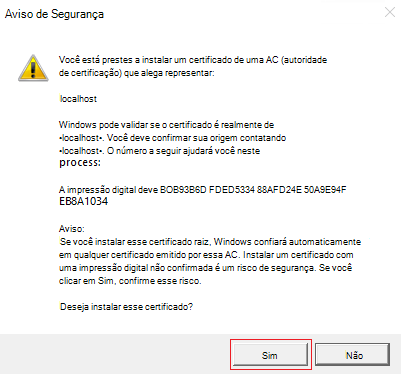 Aviso de Segurança
Você está prestes a instalar um certificado de uma AC (autoridade
de certificação) que alega representar:
localhost
Windows pode validar se o certificado é realmente de
•localhost•. Você deve confirmar sua origem contatando
•localhost•. O número a seguir ajudará você neste
process:
A impressão digital deve BOB93B6D FDED5334 88AFD24E 50A9E94F
EB8A1034
Aviso:
Se você instalar esse certificado raiz, Windows confiará automaticamente
em qualquer certificado emitido por essa AC. Instalar um certificado com
uma impressão digital não confirmada é um risco de segurança. Se você
clicar em Sim, confirme esse risco.
Deseja instalar esse certificado?
Sim
Não